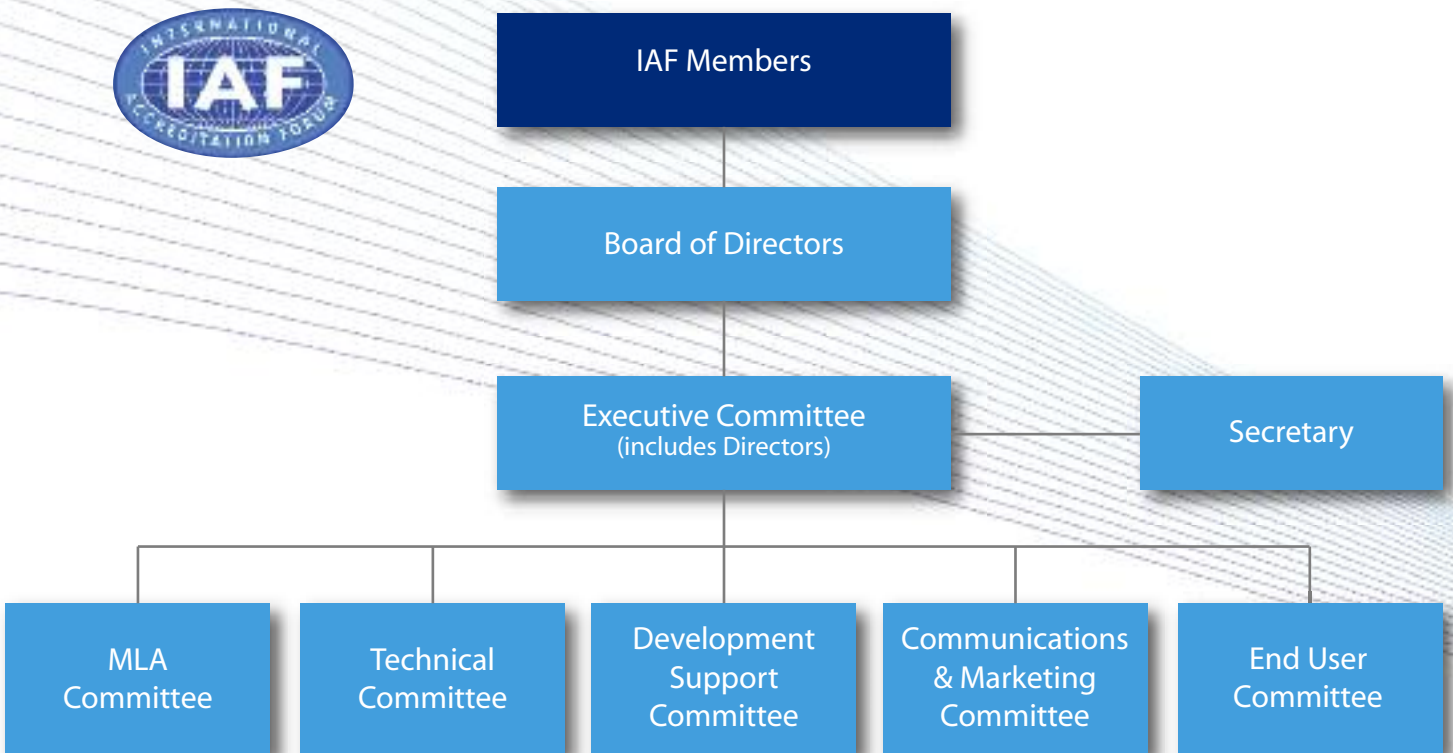 INTERNATIONAL
IAF
ACCREDITATION FORUM
IAF Members
Board of Directors
Executive Committee
(includes Directors)
Secretary
MLA
Committee
Technical
Committee
Development
Support
Committee
Communications
& Marketing
Committee
End User
Committee